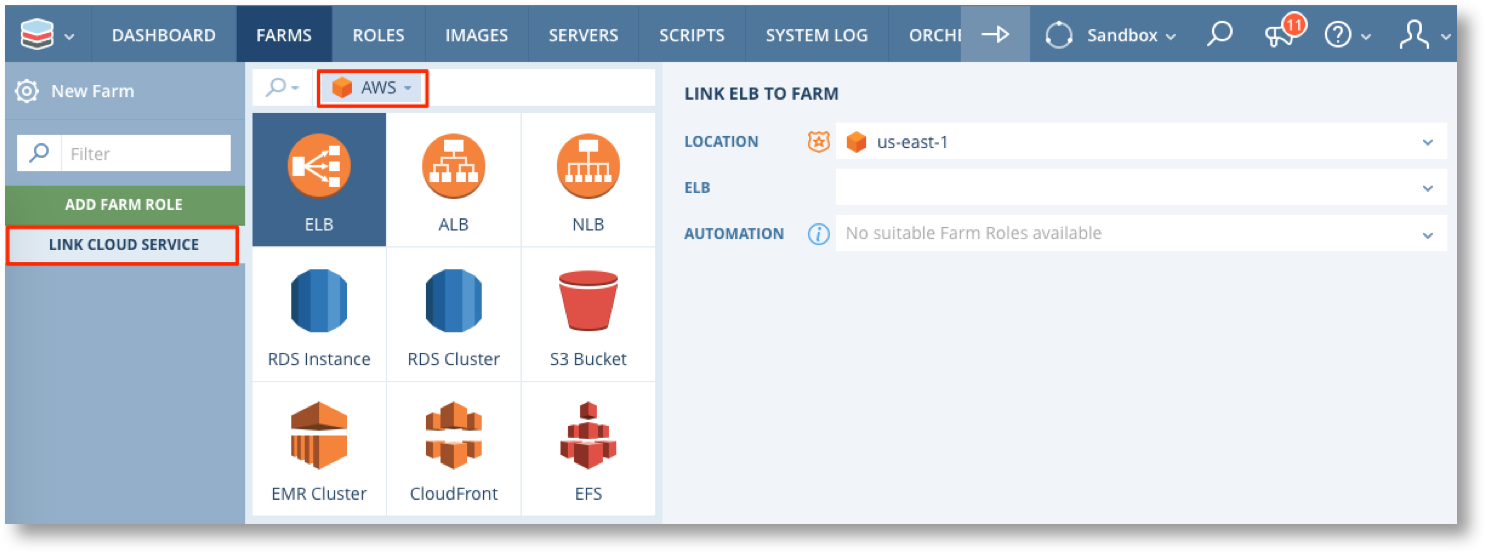 DASHBOARD FARMS ROLES IMAGES SERVERS SCRIPTS SYSTEM LOG ORCHE Sandbox 11
New Farm
Filter
ADD FARM ROLE
LINK CLOUD SERVICE
AWS
ELB ALB NLB
RDS Instance RDS Cluster S3 Bucket
EMR Cluster CloudFront EFS
LINK ELB TO FARM
LOCATION us-east-1
ELB
AUTOMATION No suitable Farm Roles available